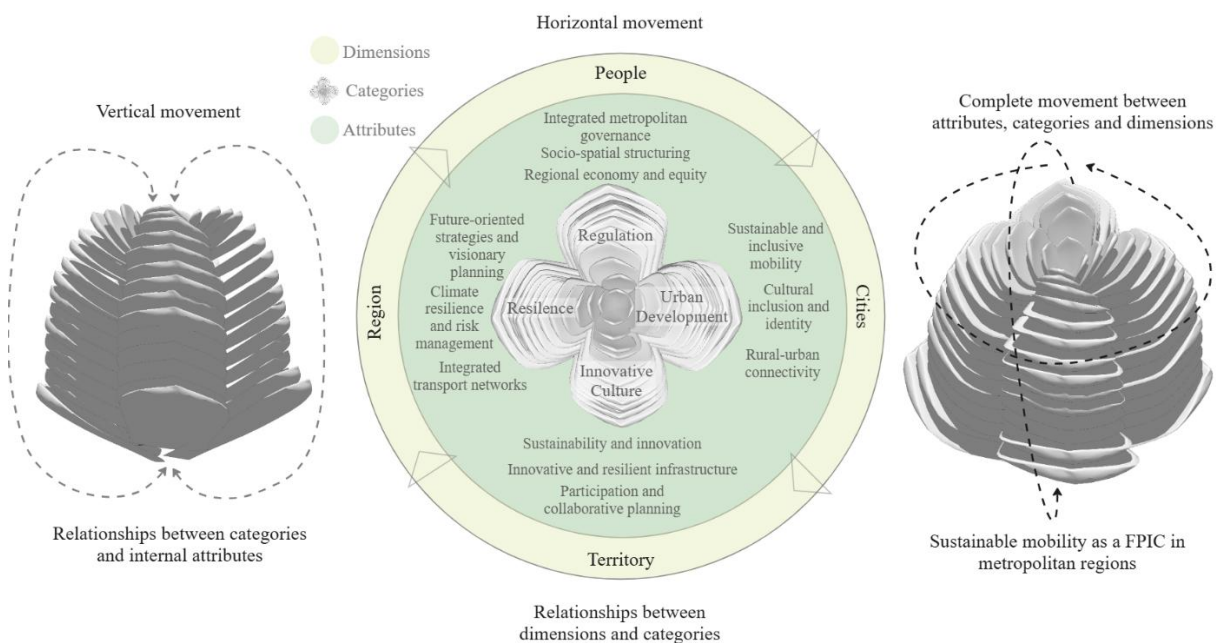 Horizontal movement
Dimensions
Categories
Attributes
Vertical movement
Relationships between categories
and internal attributes
People
Integrated metropolitan
governance
Socio-spatial structuring
Regional economy and equity
Regulation
Future-oriented
strategies and
visionary
planning
Climate
resilience
and risk
management
Integrated
transport networks
Region
Resilence
Urban
Development
Innovative
Culture
Sustainable and
inclusive
mobility
Cultural
inclusion and
identity
Rural-urban
connectivity
Cities
Sustainability and innovation
Innovative and resilient infrastructure
Participation and
collaborative planning
Territory
Relationships between
dimensions and categories
Complete movement between
attributes, categories and dimensions
Sustainable mobility as a FPIC in
metropolitan regions